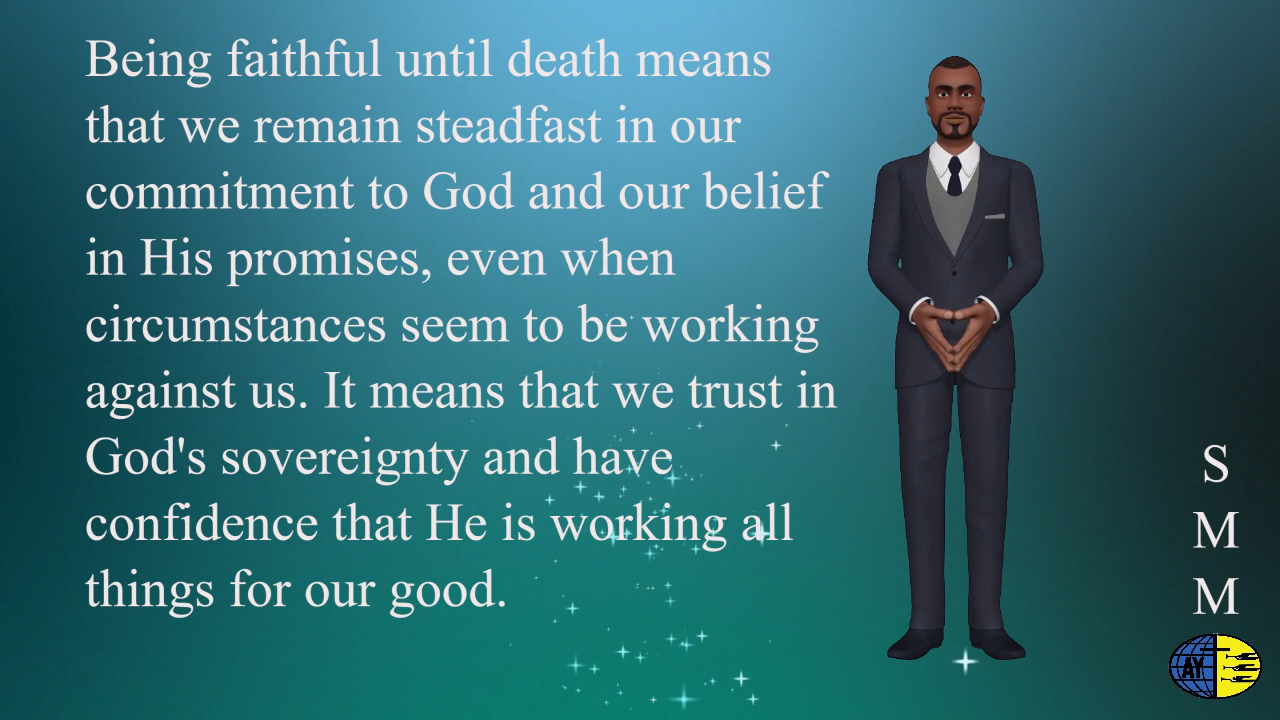 Being faithful until death means
that we remain steadfast in our
commitment to God and our belief
in His promises, even when
circumstances seem to be working
against us. It means that we trust in
God's sovereignty and have
confidence that He is working all
things for our good.
S
M
M
AY